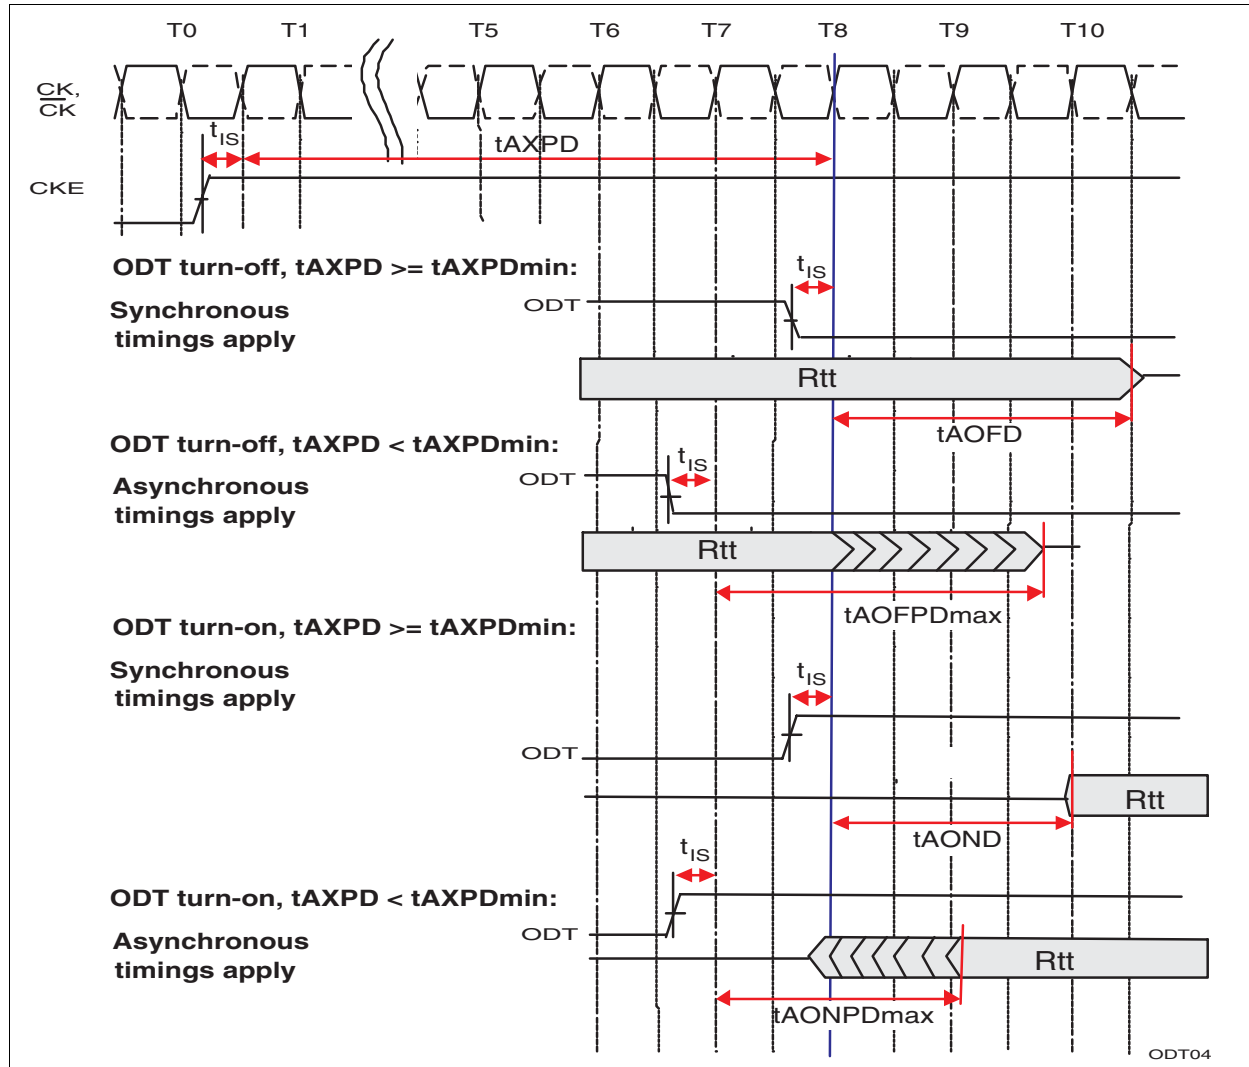 T0 T1 T5 T6 T7 T8 T9 T10
CK,
CK
tIS
tAXPD
CKE
ODT turn-off, tAXPD >= tAXPDmin:
tIS
ODT
Synchronous
timings apply
Rtt
tAOFD
ODT turn-off, tAXPD < tAXPDmin:
tIS
ODT
Asynchronous
timings apply
Rtt
tAOFPDmax
ODT turn-on, tAXPD >= tAXPDmin:
Synchronous
timings apply
tIS
ODT
Rtt
tAOND
tIS
ODT turn-on, tAXPD < tAXPDmin:
ODT
Asynchronous
timings apply
Rtt
tAONPDmax
ODT04